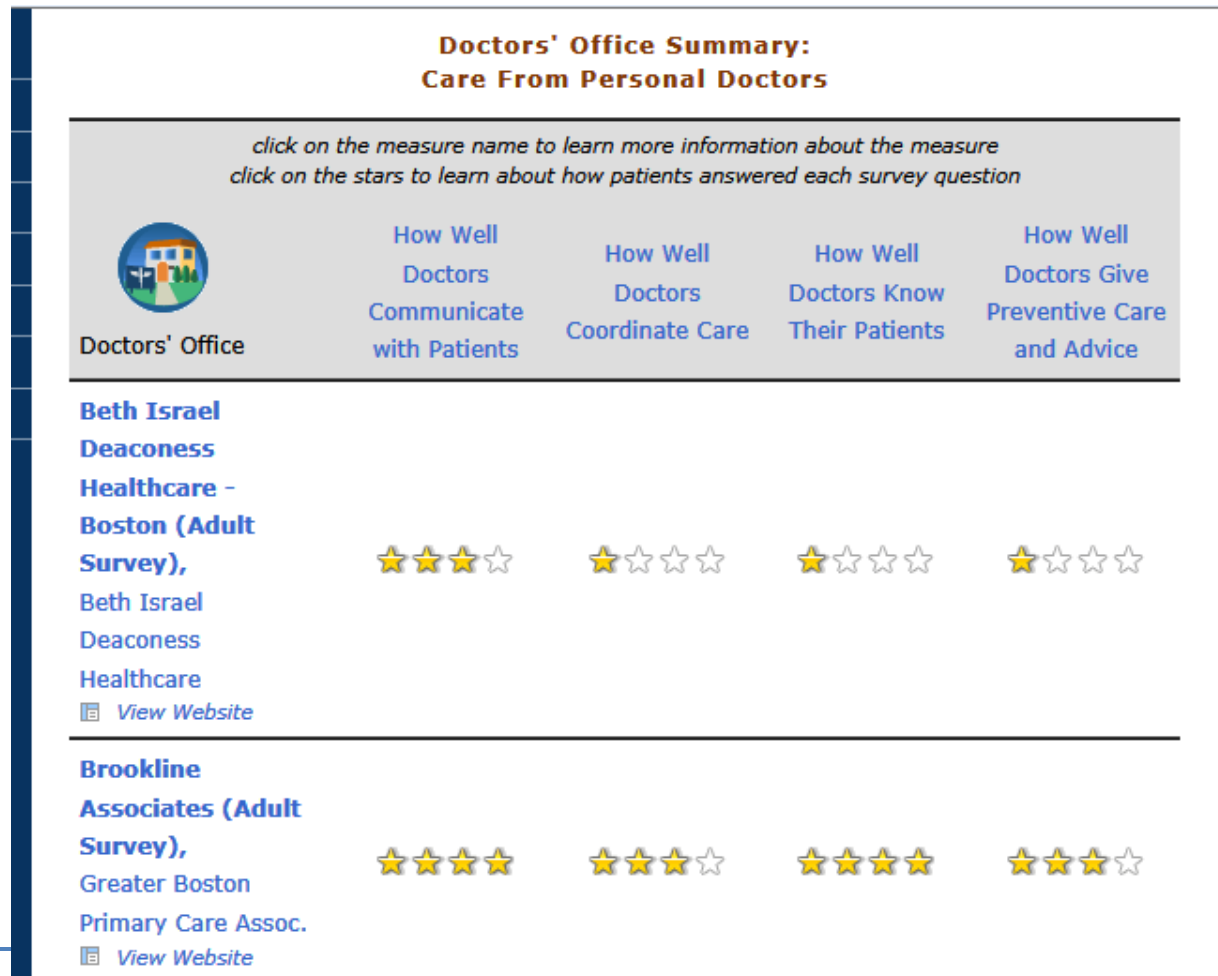 Doctors' Office Summary:
Care From Personal Doctors
click on the measure name to learn more information about the measure
click on the stars to learn about how patients answered each survey question
Doctors' Office
How Well
Doctors
Communicate
with Patients
How Well
Doctors
Coordinate Care
How Well
Doctors Know
Their Patients
How Well
Doctors Give
Preventive Care
and Advice
Beth Israel
Deaconess
Healthcare -
Boston (Adult
Survey),
Beth Israel
Deaconess
Healthcare
View Website
Brookline
Associates (Adult
Survey),
Greater Boston
Primary Care Assoc.
View Website